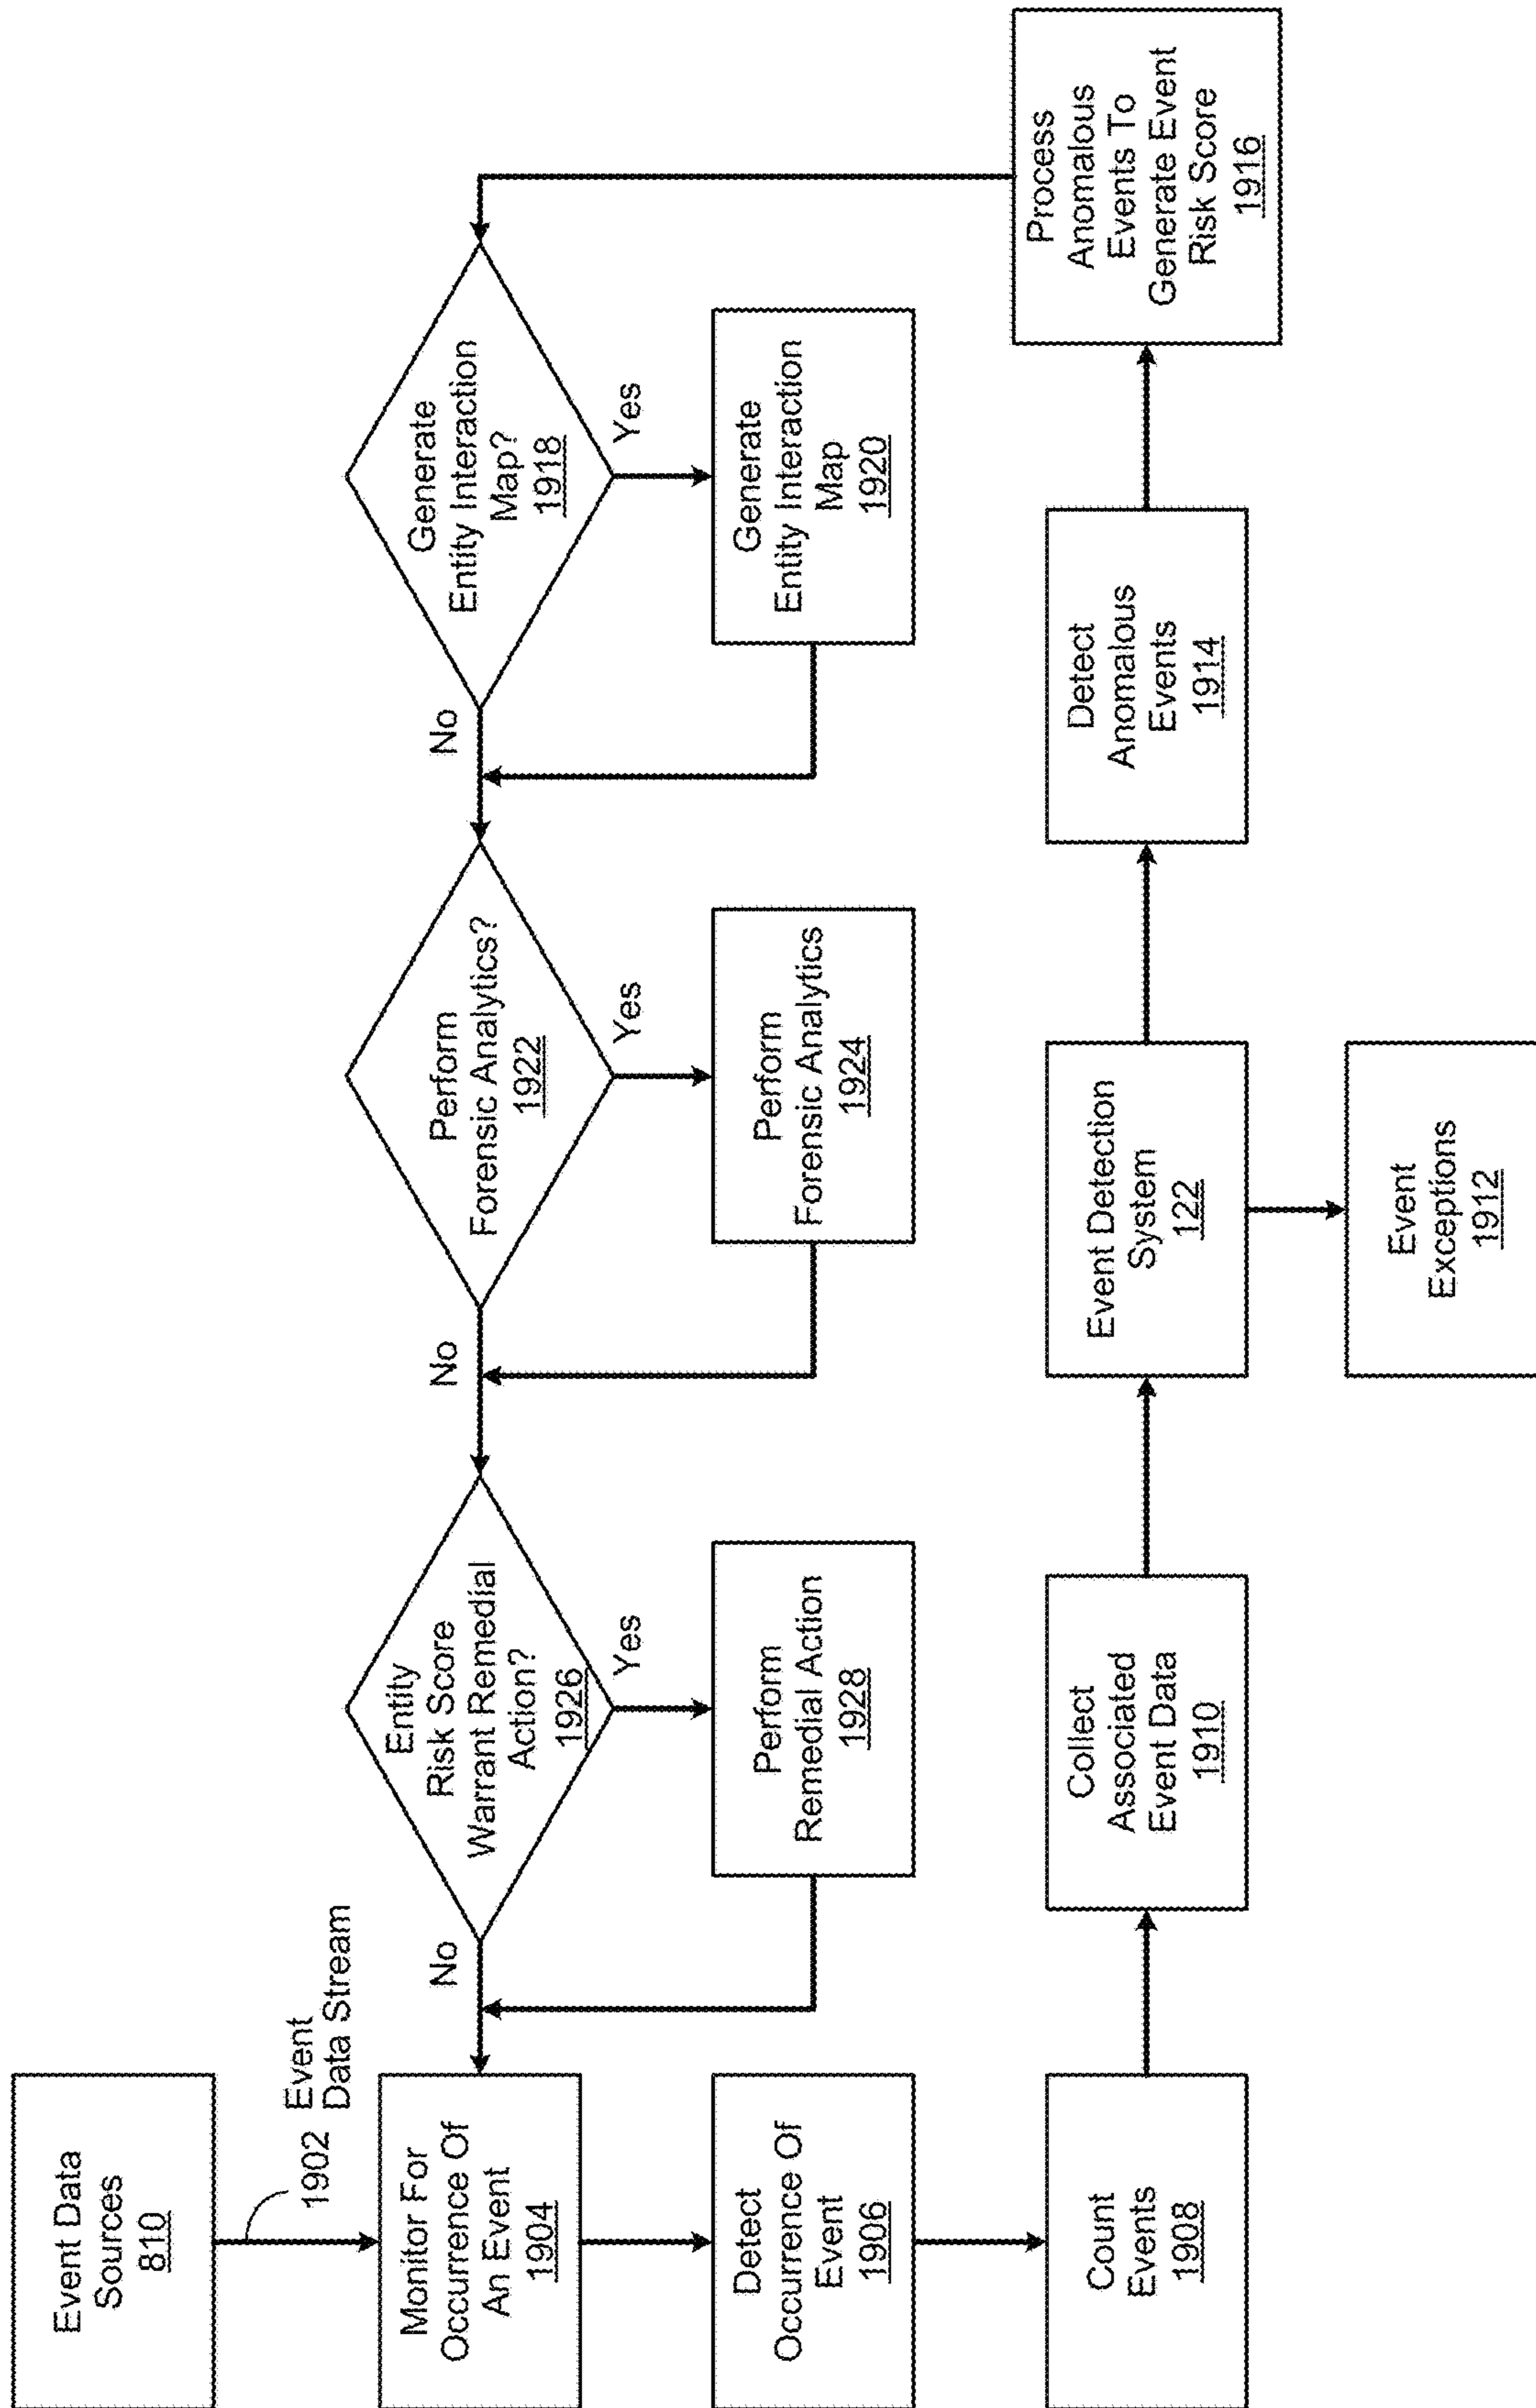 Event Data
Sources
810
1902
Event
Data Stream
Monitor For
Occurrence Of
An Event
1904
No
Entity
Risk Score
Warrant Remedial
Action?
1926
No
Perform
Forensic Analytics?
1922
No
Generate
Entity Interaction
Map?
1918
Yes
Yes
Yes
Detect
Occurrence Of
Event
1906
Perform
Remedial Action
1928
Perform
Forensic Analytics
1924
Generate
Entity Interaction
Map
1920
Count
Events
1908
Collect
Associated
Event Data
1910
Event Detection
System
122
Detect
Anomalous
Events
1914
Process
Anomalous
Events To
Generate Event
Risk Score
1916
Event
Exceptions
1912